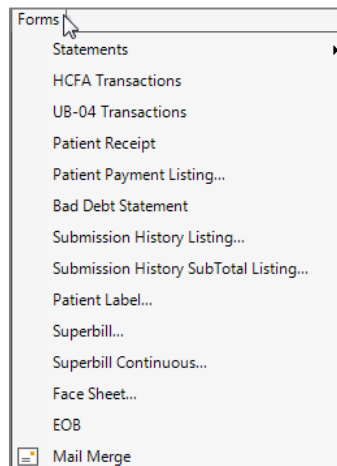 Forms
Statements
HCFA Transactions
UB-04 Transactions
Patient Receipt
Patient Payment Listing...
Bad Debt Statement
Submission History Listing...
Submission History SubTotal Listing...
Patient Label...
Superbill...
Superbill Continuous...
Face Sheet...
EOB
Mail Merge